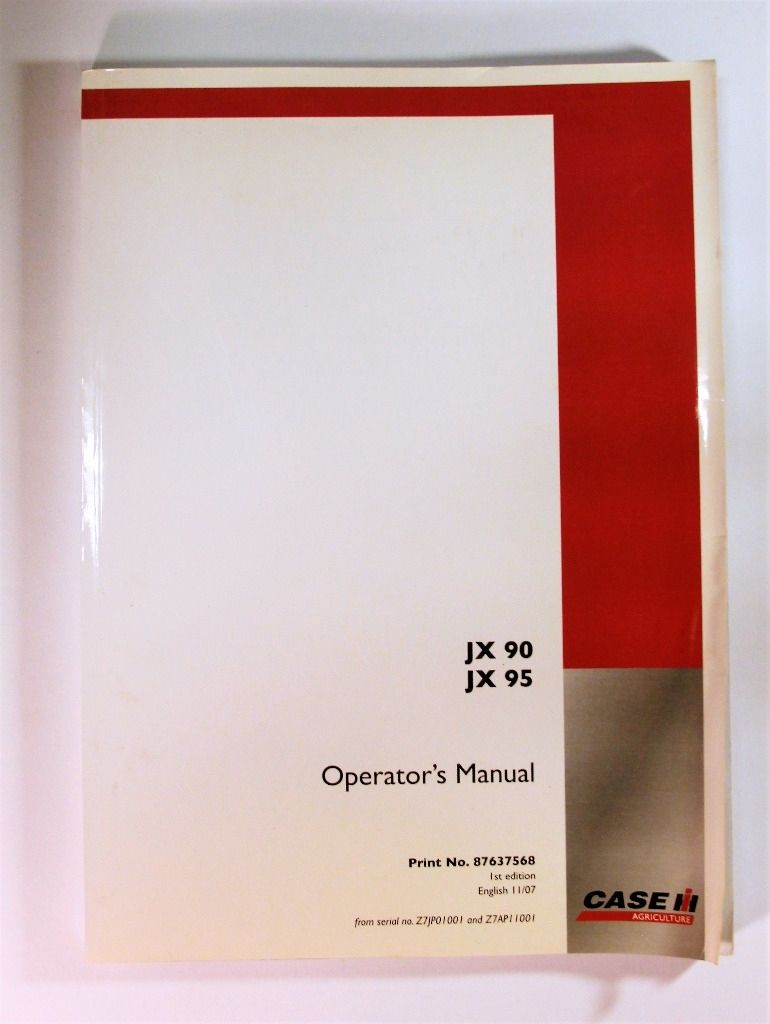 JX 90
JX 95
Operator's Manual
Print No. 87637568
1st edition
English 11/07
from serial no. Z7JP01001 and Z7AP11001
CASE IH
AGRICULTURE